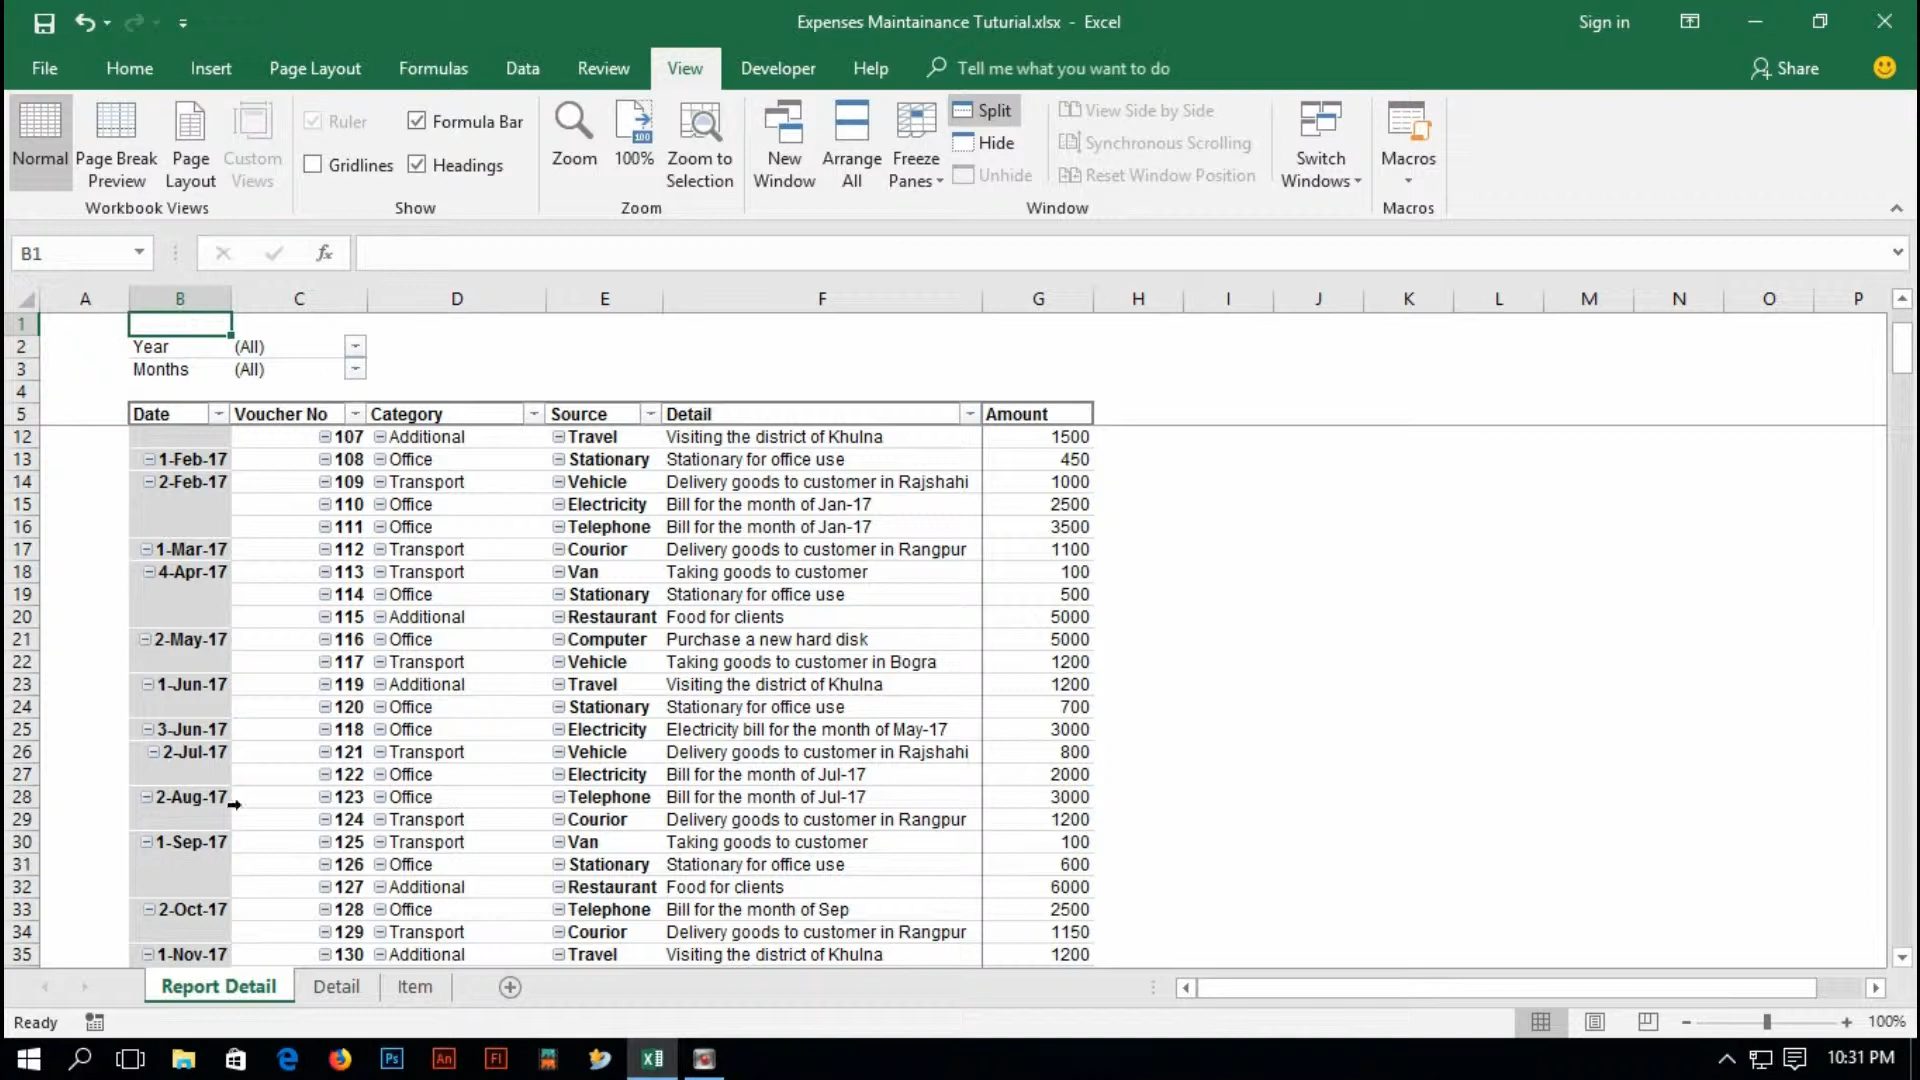 Expenses Maintainance Tuturial.xlsx - Excel
Sign in
File Home Insert Page Layout Formulas Data Review View Developer Help Tell me what you want to do Share
Normal
Page Break Preview
Page Layout
Custom Views
Workbook Views
Ruler Formula Bar
Gridlines Headings
Show
Zoom
100
100%
Zoom to Selection
Zoom
New Window
Arrange All
Freeze Panes
Split
Hide
Unhide
View Side by Side
Synchronous Scrolling
Reset Window Position
Window
Switch Windows
Macros
Macros
B1 fx
A B C D E F G H I J K L M N O P
1
2 Year (All)
3 Months (All)
4
5 Date Voucher No Category Source Detail Amount
12 107 Additional Travel Visiting the district of Khulna 1500
13 1-Feb-17 108 Office Stationary Stationary for office use 450
14 2-Feb-17 109 Transport Vehicle Delivery goods to customer in Rajshahi 1000
15 110 Office Electricity Bill for the month of Jan-17 2500
16 111 Office Telephone Bill for the month of Jan-17 3500
17 1-Mar-17 112 Transport Courior Delivery goods to customer in Rangpur 1100
18 4-Apr-17 113 Transport Van Taking goods to customer 100
19 114 Office Stationary Stationary for office use 500
20 115 Additional Restaurant Food for clients 5000
21 2-May-17 116 Office Computer Purchase a new hard disk 5000
22 117 Transport Vehicle Taking goods to customer in Bogra 1200
23 1-Jun-17 119 Additional Travel Visiting the district of Khulna 1200
24 120 Office Stationary Stationary for office use 700
25 3-Jun-17 118 Office Electricity Electricity bill for the month of May-17 3000
26 2-Jul-17 121 Transport Vehicle Delivery goods to customer in Rajshahi 800
27 122 Office Electricity Bill for the month of Jul-17 2000
28 2-Aug-17 123 Office Telephone Bill for the month of Jul-17 3000
29 124 Transport Courior Delivery goods to customer in Rangpur 1200
30 1-Sep-17 125 Transport Van Taking goods to customer 100
31 126 Office Stationary Stationary for office use 600
32 127 Additional Restaurant Food for clients 6000
33 2-Oct-17 128 Office Telephone Bill for the month of Sep 2500
34 129 Transport Courior Delivery goods to customer in Rangpur 1150
35 1-Nov-17 130 Additional Travel Visiting the district of Khulna 1200
Report Detail Detail Item
Ready 100%
Ps An Fl 10:31 PM